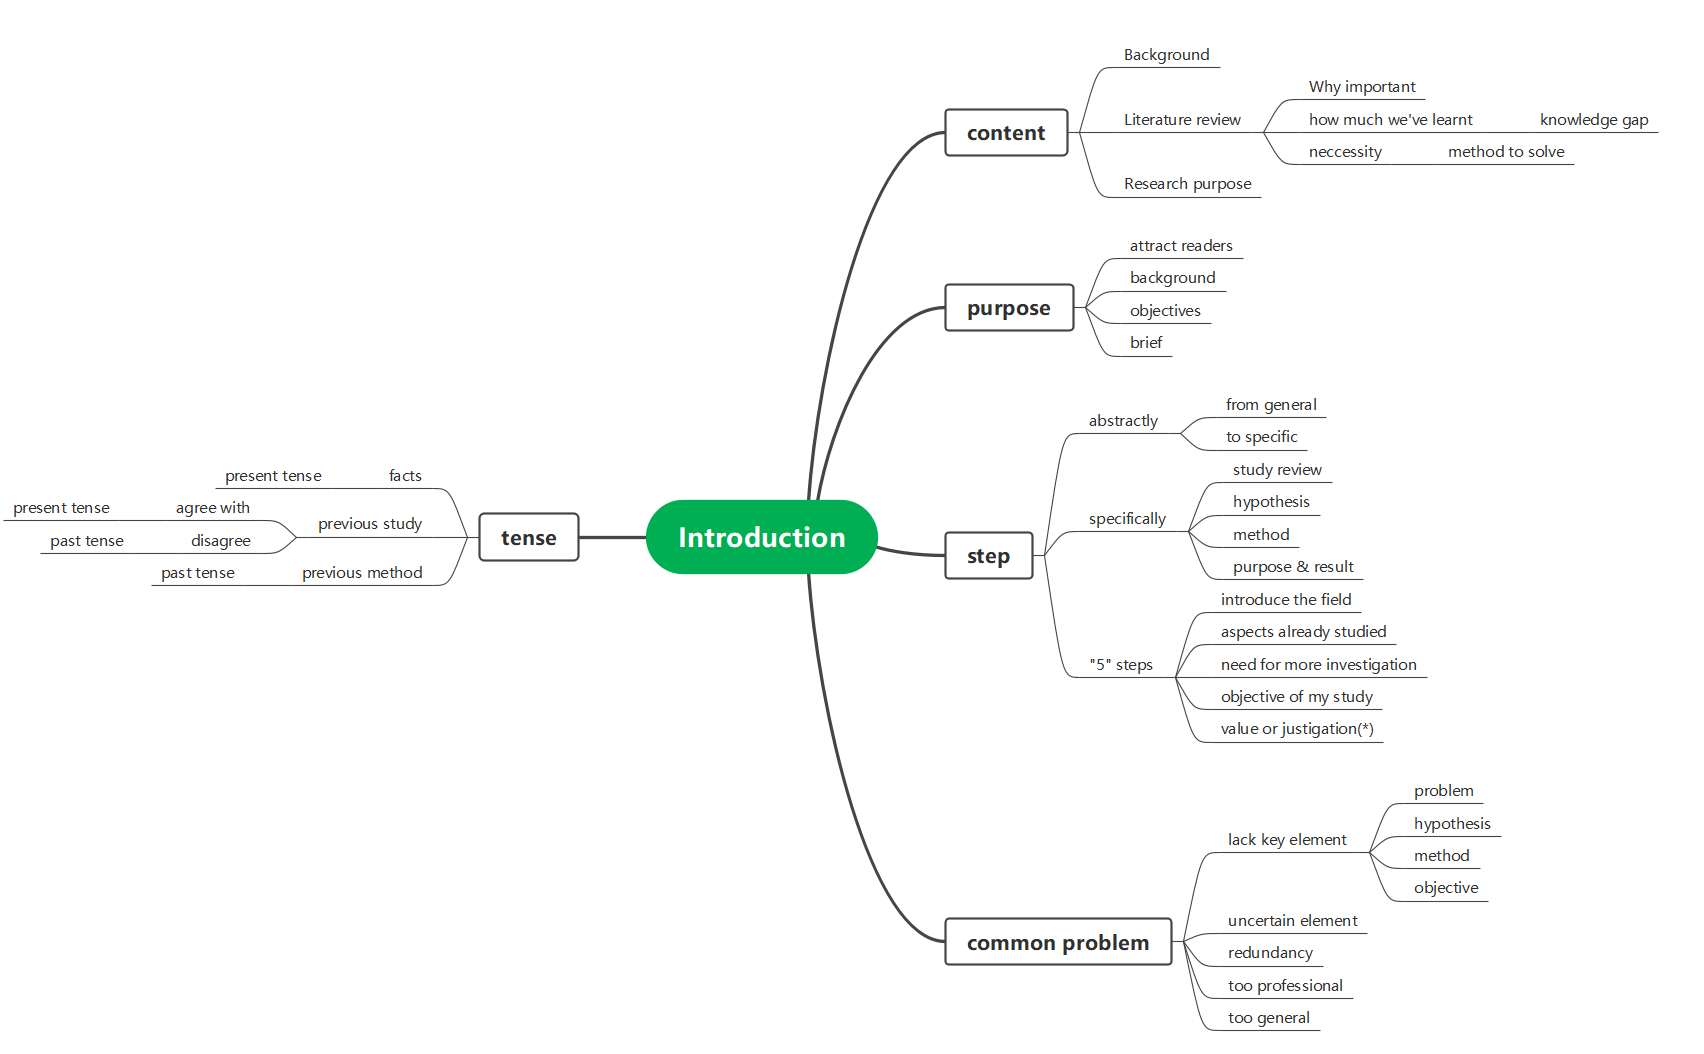 Introduction
content
Background
Literature review
Why important
how much we've learnt
knowledge gap
neccessity
method to solve
Research purpose
purpose
attract readers
background
objectives
brief
step
abstractly
from general
to specific
specifically
study review
hypothesis
method
purpose & result
"5" steps
introduce the field
aspects already studied
need for more investigation
objective of my study
value or justigation(*)
common problem
lack key element
problem
hypothesis
method
objective
uncertain element
redundancy
too professional
too general
tense
facts
present tense
previous study
agree with
present tense
disagree
past tense
previous method
past tense